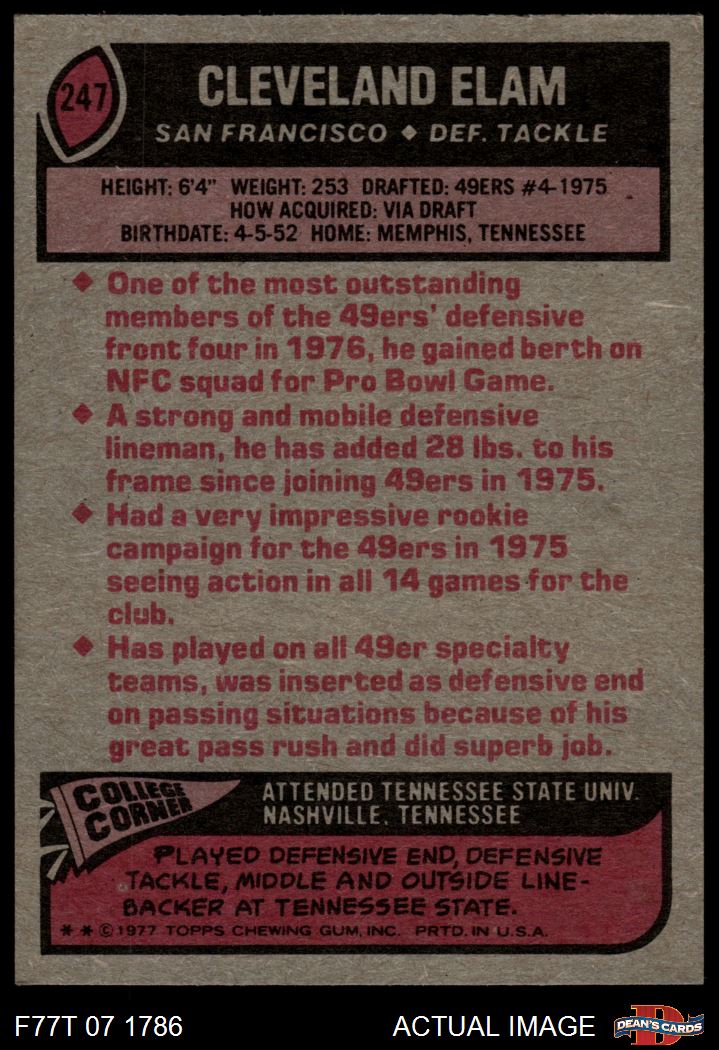 247
CLEVELAND ELAM
SAN FRANCISCO ◆ DEF. TACKLE
HEIGHT: 6'4" WEIGHT: 253 DRAFTED: 49ERS #4-1975
HOW ACQUIRED: VIA DRAFT
BIRTHDATE: 4-5-52 HOME: MEMPHIS, TENNESSEE
◆ One of the most outstanding
members of the 49ers' defensive
front four in 1976, he gained berth on
NFC squad for Pro Bowl Game.
◆ A strong and mobile defensive
lineman, he has added 28 lbs. to his
frame since joining 49ers in 1975.
◆ Had a very impressive rookie
campaign for the 49ers in 1975
seeing action in all 14 games for the
club.
◆ Has played on all 49er specialty
teams, was inserted as defensive end
on passing situations because of his
great pass rush and did superb job.
COLLEGE
CORNER
ATTENDED TENNESSEE STATE UNIV.
NASHVILLE, TENNESSEE
PLAYED DEFENSIVE END, DEFENSIVE
TACKLE, MIDDLE AND OUTSIDE LINE-
BACKER AT TENNESSEE STATE.
* * © 1977 TOPPS CHEWING GUM, INC. PRTD. IN U.S.A.
F77T 07 1786
ACTUAL IMAGE
D
DEAN'S CARDS